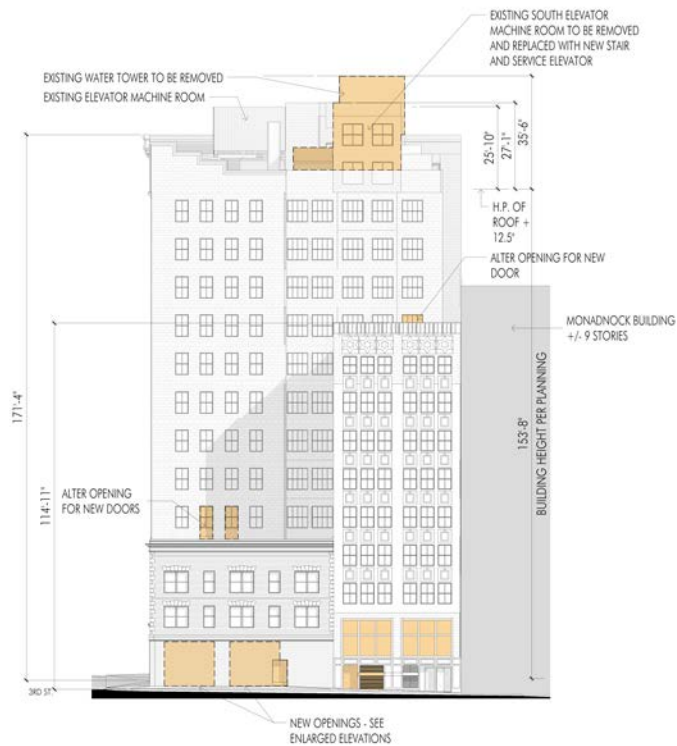 EXISTING SOUTH ELEVATOR
MACHINE ROOM TO BE REMOVED
AND REPLACED WITH NEW STAIR
AND SERVICE ELEVATOR
EXISTING WATER TOWER TO BE REMOVED
EXISTING ELEVATOR MACHINE ROOM
25'-10"
27'-1"
35'-6"
H.P. OF
ROOF +
12.5"
ALTER OPENING FOR NEW
DOOR
MONADNOCK BUILDING
+/- 9 STORIES
171'-4"
114'-11"
153'-8"
BUILDING HEIGHT PER PLANNING
ALTER OPENING
FOR NEW DOORS
3RD ST.
NEW OPENINGS - SEE
ENLARGED ELEVATIONS